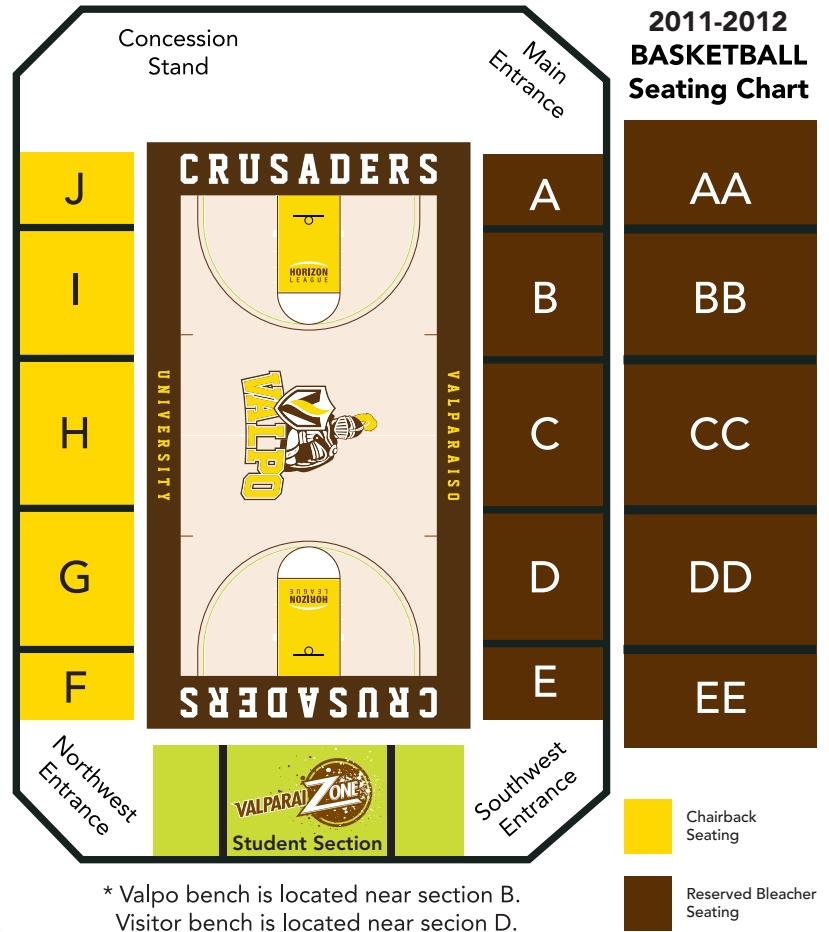 2011-2012
BASKETBALL
Seating Chart
Concession
Stand
Main
Entrance
CRUSADERS
J
A
AA
I
B
BB
HORIZON
LEAGUE
H
C
CC
UNIVERSITY
VALPO
VALPARAISO
G
D
DD
HORIZON
LEAGUE
F
E
EE
CRUSADERS
Northwest
Entrance
VALPARAIZONE
Student Section
Southwest
Entrance
Chairback
Seating
Reserved Bleacher
Seating
* Valpo bench is located near section B.
Visitor bench is located near secion D.